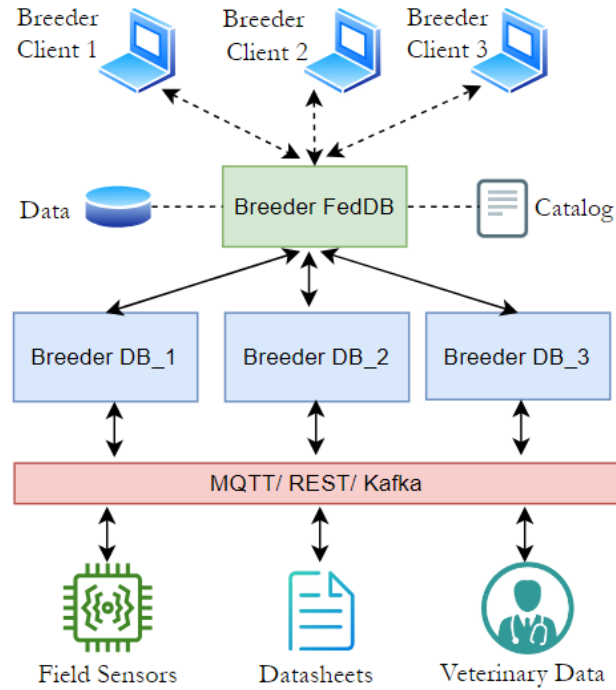 Breeder
Client 1
Breeder
Client 2
Breeder
Client 3
Data
Breeder FedDB
Catalog
Breeder DB_1
Breeder DB_2
Breeder DB_3
MQTT/ REST/ Kafka
Field Sensors
Datasheets
Veterinary Data